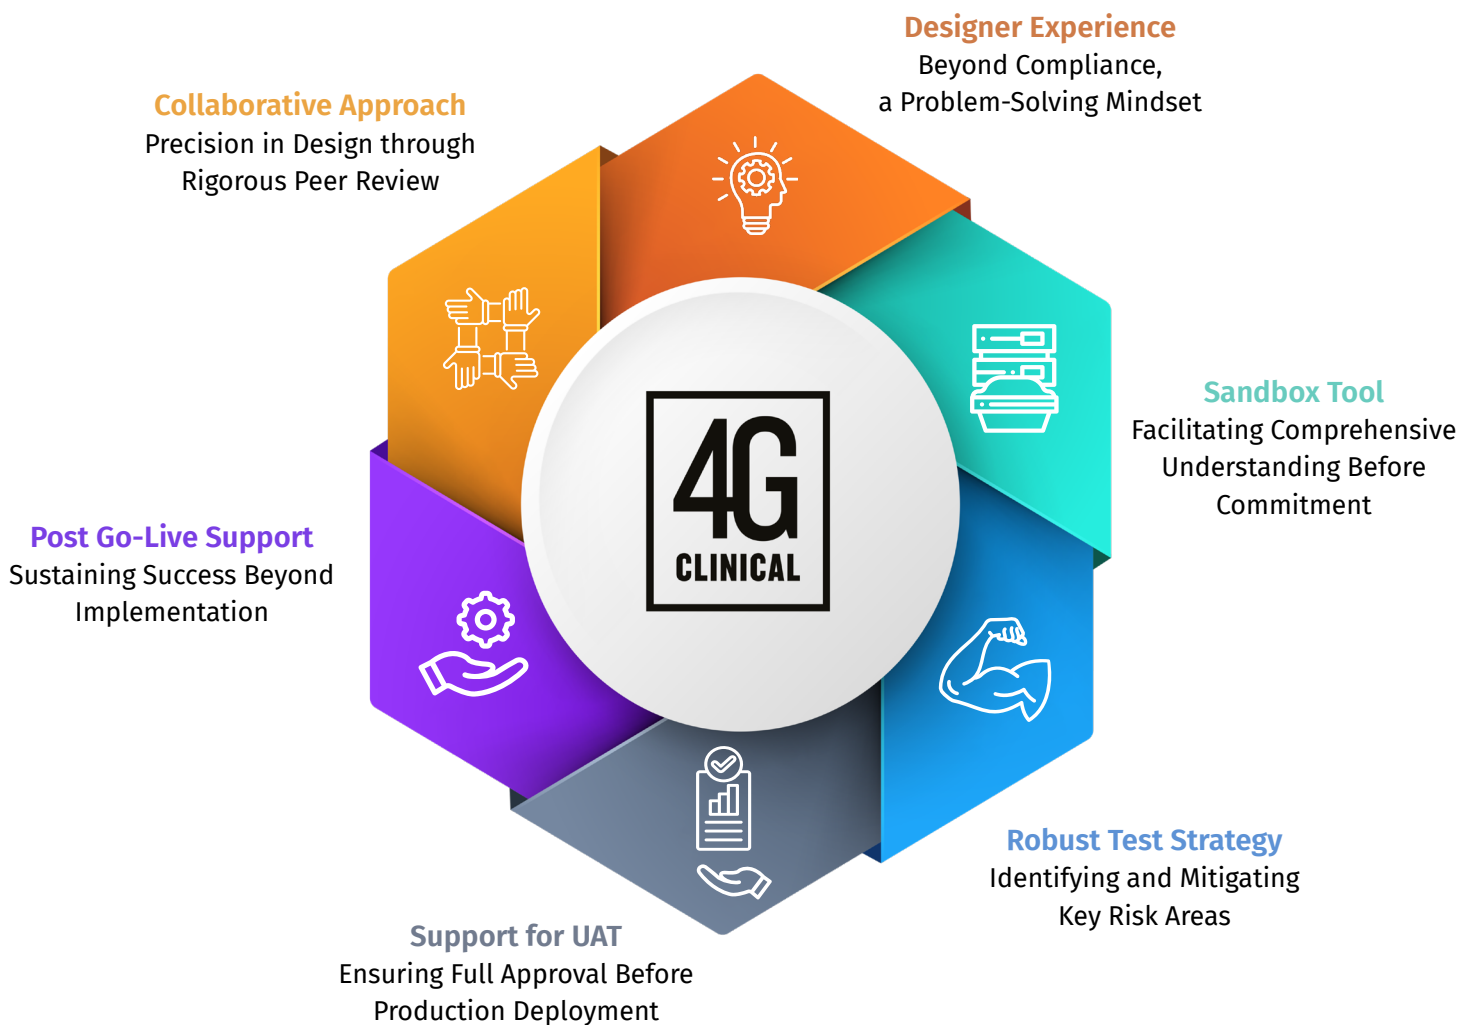 Designer Experience
Beyond Compliance,
a Problem-Solving Mindset
Collaborative Approach
Precision in Design through
Rigorous Peer Review
Sandbox Tool
Facilitating Comprehensive
Understanding Before
Commitment
4G
CLINICAL
Post Go-Live Support
Sustaining Success Beyond
Implementation
Robust Test Strategy
Identifying and Mitigating
Key Risk Areas
Support for UAT
Ensuring Full Approval Before
Production Deployment